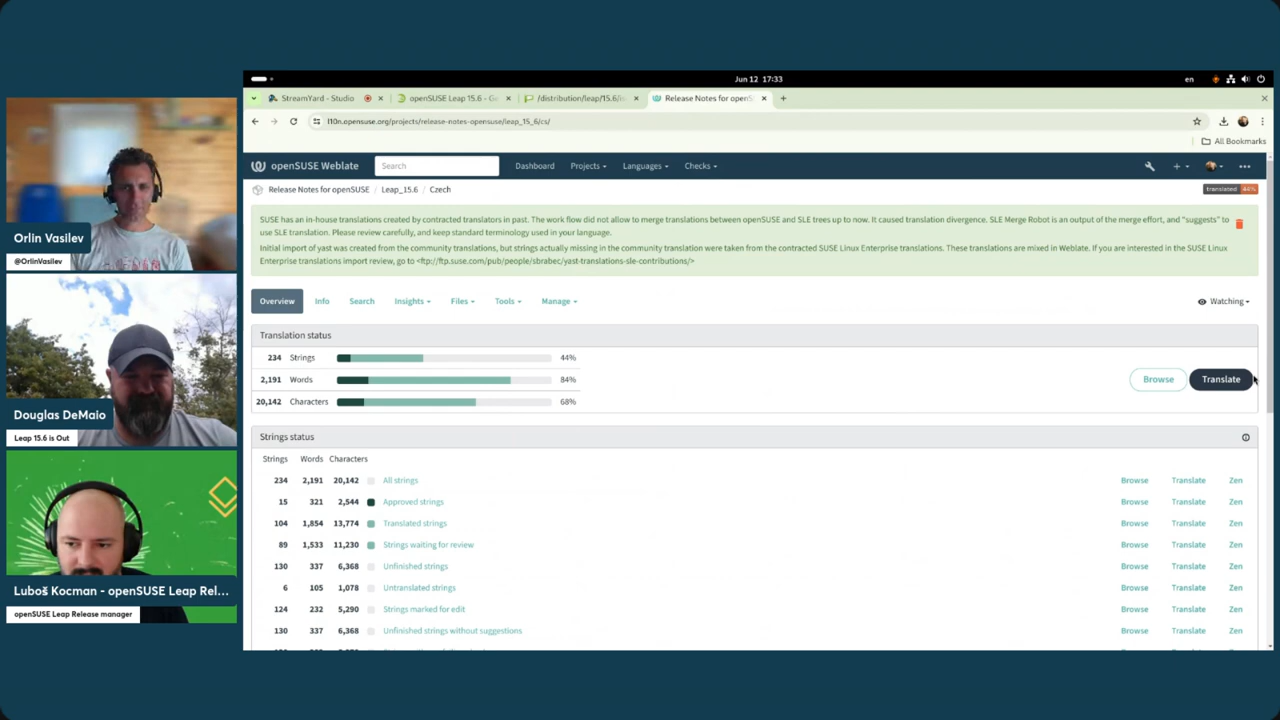 Orlin Vasilev
@OrlinVasilev
Douglas DeMaio
Leap 15.6 is Out
Luboš Kocman - openSUSE Leap Rel...
openSUSE Leap Release manager
Jun 12 17:33
en
StreamYard - Studio
openSUSE Leap 15.6 - G
/distribution/leap/15.6/i
Release Notes for openS
l10n.opensuse.org/projects/release-notes-opensuse/leap_15_6/cs/
All Bookmarks
openSUSE Weblate
Search
Dashboard
Projects
Languages
Checks
Release Notes for openSUSE / Leap_15.6 / Czech
translated 44%
SUSE has an in-house translations created by contracted translators in past. The work flow did not allow to merge translations between openSUSE and SLE trees up to now. It caused translation divergence. SLE Merge Robot is an output of the merge effort, and "suggests" to
use SLE translation. Please review carefully, and keep standard terminology used in your language.
Initial import of yast was created from the community translations, but strings actually missing in the community translation were taken from the contracted SUSE Linux Enterprise translations. These translations are mixed in Weblate. If you are interested in the SUSE Linux
Enterprise translations import review, go to <ftp://ftp.suse.com/pub/people/sbrabec/yast-translations-sle-contributions/>
Overview
Info
Search
Insights
Files
Tools
Manage
Watching
Translation status
234 Strings 44%
2,191 Words 84%
20,142 Characters 68%
Browse
Translate
Strings status
Strings Words Characters
234 2,191 20,142 All strings Browse Translate Zen
15 321 2,544 Approved strings Browse Translate Zen
104 1,854 13,774 Translated strings Browse Translate Zen
89 1,533 11,230 Strings waiting for review Browse Translate Zen
130 337 6,368 Unfinished strings Browse Translate Zen
6 105 1,078 Untranslated strings Browse Translate Zen
124 232 5,290 Strings marked for edit Browse Translate Zen
130 337 6,368 Unfinished strings without suggestions Browse Translate Zen